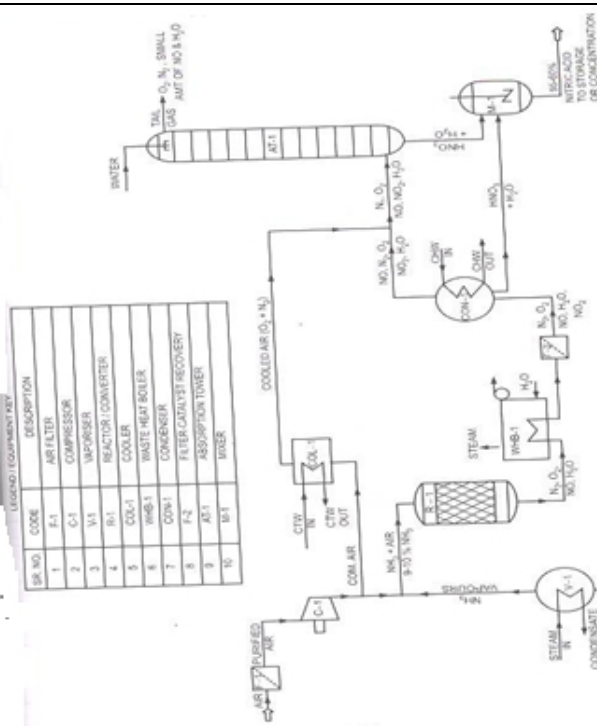 LEGEND / EQUIPMENT KEY
SR. NO. CODE DESCRIPTION
1 F-1 AIR FILTER
2 C-1 COMPRESSOR
3 V-1 VAPORISER
4 R-1 REACTOR / CONVERTER
5 COL-1 COOLER
6 WHB-1 WASTE HEAT BOILER
7 CON-1 CONDENSER
8 F-2 FILTER-CATALYST RECOVERY
9 AT-1 ABSORPTION TOWER
10 M-1 MIXER
AIR
F-1
PURIFIED
AIR
C-1
COM. AIR
NH₃
VAPOURS
STEAM
IN
V-1
CONDENSATE
NH₃ + AIR
9-10 % NH₃
R-1
N₂, O₂,
NO, H₂O
CTW
IN
CTW
OUT
COL-1
COOLED AIR (O₂ + N₂)
STEAM
WHB-1
H₂O
N₂, O₂
NO, H₂O,
NO₂
CON-1
CHW
IN
CHW
OUT
NO, N₂, O₂
NO₂, H₂O
N₂, O₂
NO, NO₂, H₂O
WATER
TAIL
GAS
O₂, N₂, SMALL
AMT OF NO & H₂O
AT-1
HNO₃
+ H₂O
HNO₃
+ H₂O
M-1
NITRIC ACID
TO STORAGE
OR CONCENTRATION